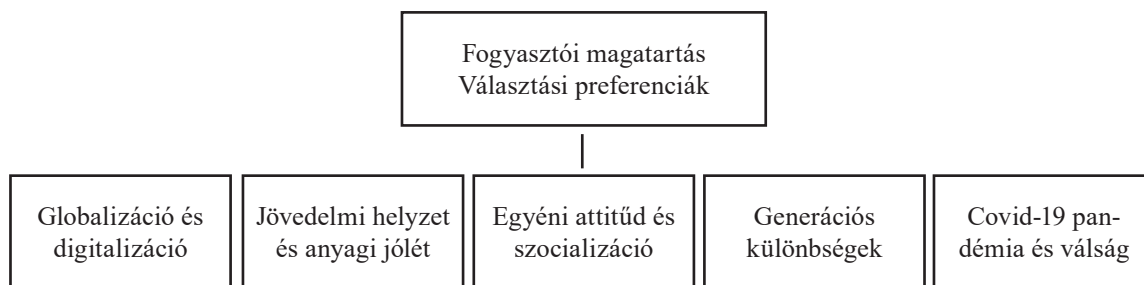 Fogyasztói magatartás
Választási preferenciák
Globalizáció és
digitalizáció
Jövedelmi helyzet
és anyagi jólét
Egyéni attitűd és
szocializáció
Generációs
különbségek
Covid-19 pan-
démia és válság